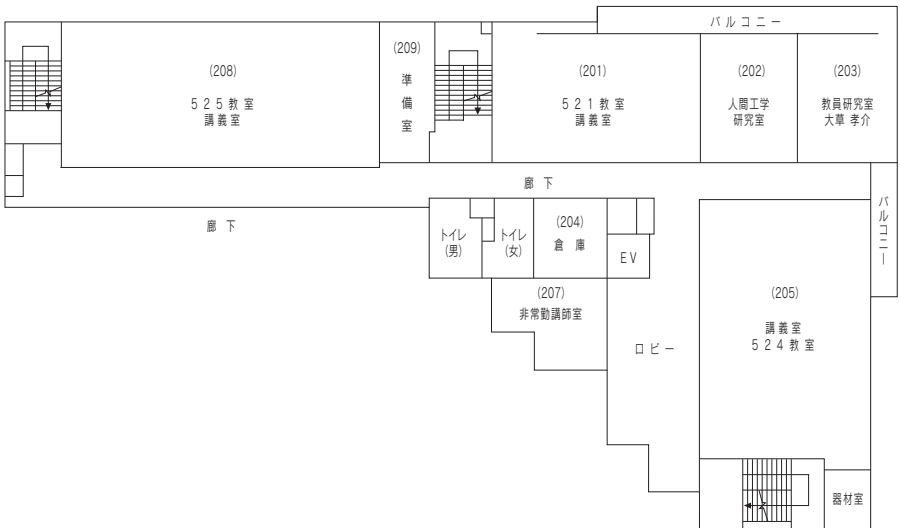 バルコニー
(208)
525教室
講義室
(209)
準
備
室
(201)
521教室
講義室
(202)
人間工学
研究室
(203)
教員研究室
大草 孝介
廊下
バルコニー
廊下
トイレ
(男)
トイレ
(女)
(204)
倉庫
EV
(207)
非常勤講師室
ロビー
(205)
講義室
524教室
器材室